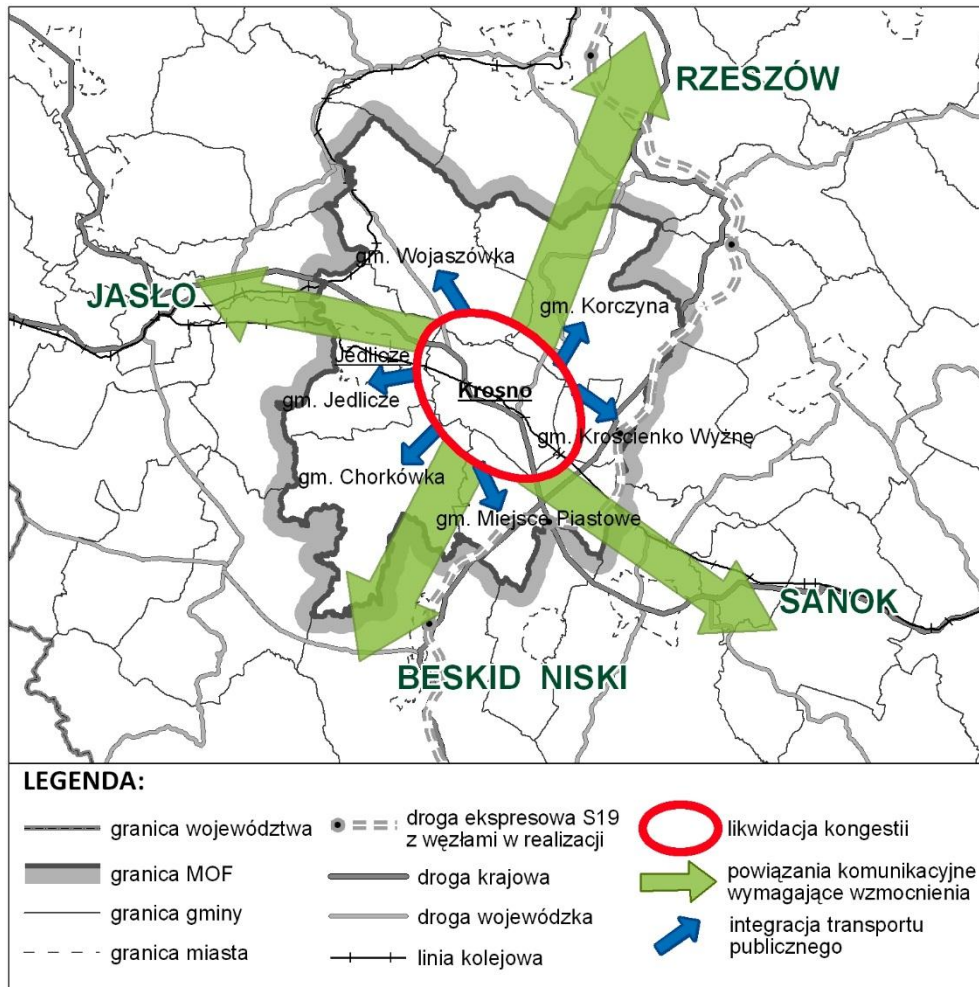 RZESZÓW
gm. Wojaszówka
JASŁO
gm. Korczyna
Jedlicze
Krosno
gm. Jedlicze
gm. Krościenko Wyżne
gm. Chorkówka
gm. Miejsce Piastowe
SANOK
BESKID NISKI
LEGENDA:
granica województwa
granica MOF
granica gminy
granica miasta
droga ekspresowa S19
z węzłami w realizacji
droga krajowa
droga wojewódzka
linia kolejowa
likwidacja kongestii
powiązania komunikacyjne
wymagające wzmocnienia
integracja transportu
publicznego